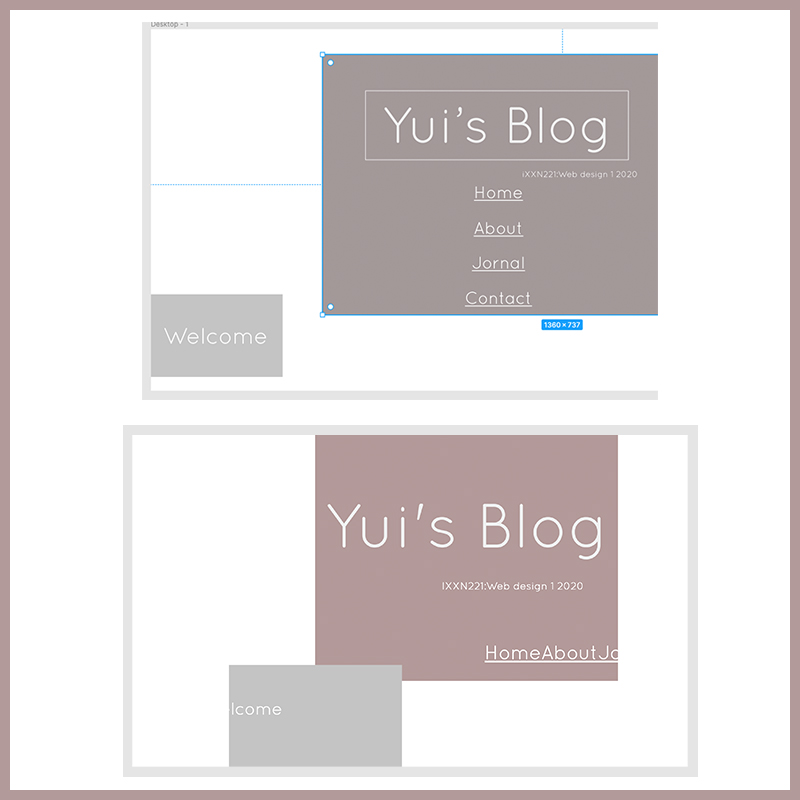 Desktop - 1
Yui’s Blog
iXXN221:Web design 1 2020
Home
About
Jornal
Contact
1360 × 737
Welcome
Yui's Blog
IXXN221:Web design 1 2020
HomeAboutJo
lcome